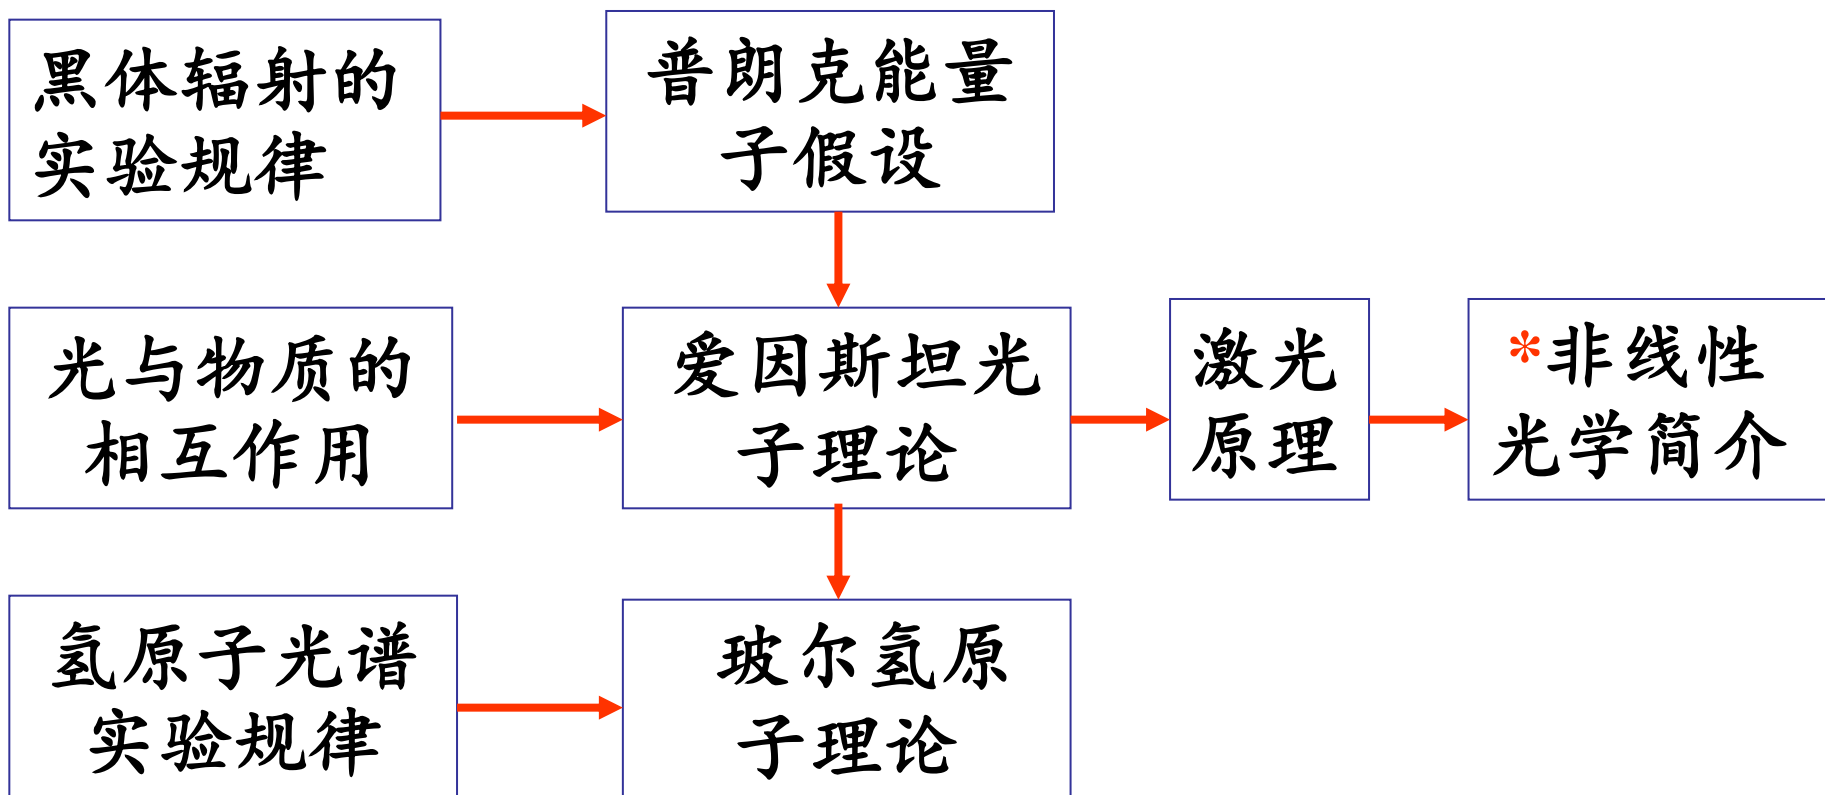 黑体辐射的
实验规律
普朗克能量
子假设
光与物质的
相互作用
爱因斯坦光
子理论
激光
原理
*非线性
光学简介
氢原子光谱
实验规律
玻尔氢原
子理论